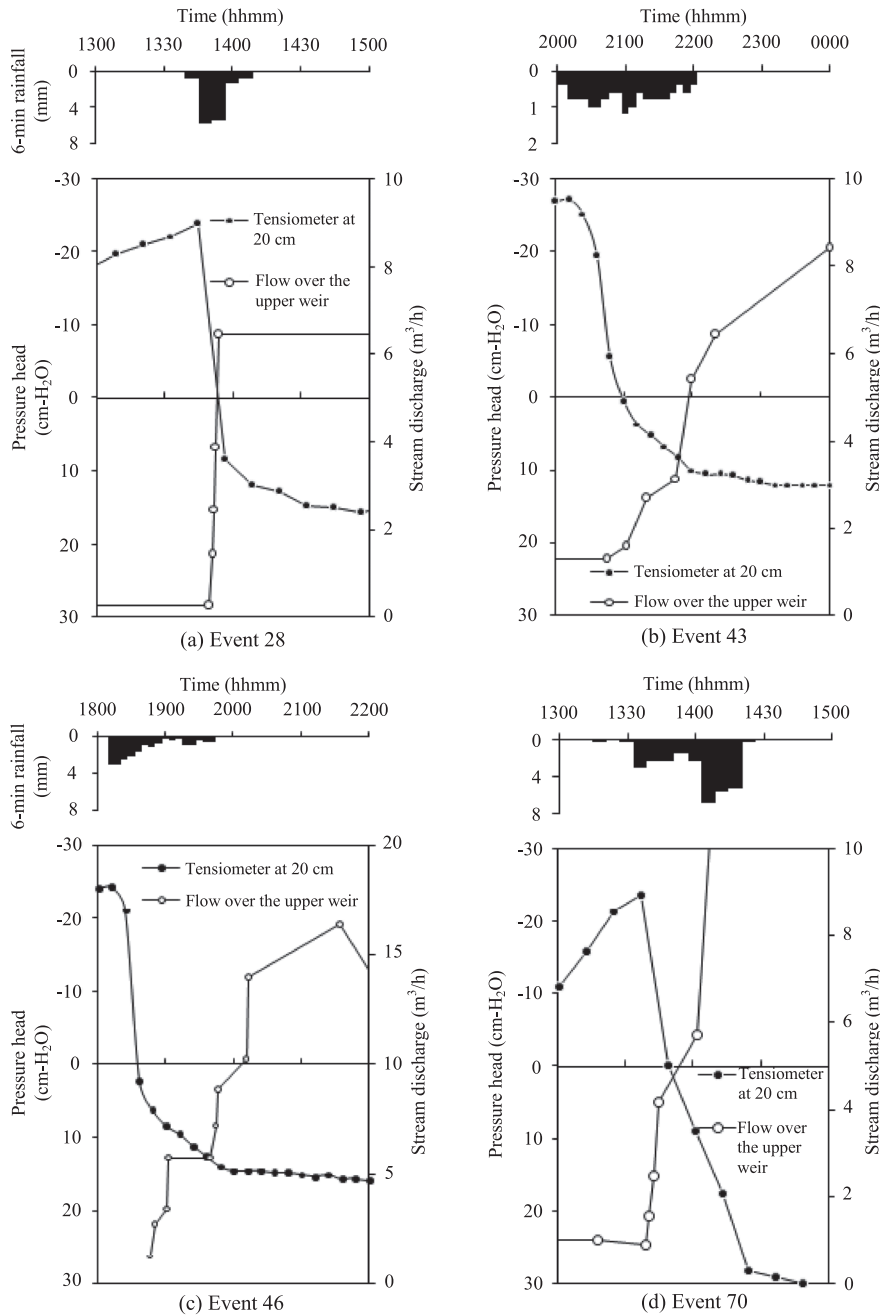 Time (hhmm)
1300 1330 1400 1430 1500
6-min rainfall
(mm)
0
4
8
-30
-20
-10
0
10
20
30
Pressure head
(cm-H2O)
Tensiometer at
20 cm
Flow over the
upper weir
10
8
6
4
2
0
Stream discharge (m³/h)
(a) Event 28
Time (hhmm)
2000 2100 2200 2300 0000
0
1
2
-30
-20
-10
0
10
20
30
Pressure head (cm-H2O)
Tensiometer at 20 cm
Flow over the upper weir
10
8
6
4
2
0
Stream discharge (m³/h)
(b) Event 43
Time (hhmm)
1800 1900 2000 2100 2200
6-min rainfall
(mm)
0
4
8
-30
-20
-10
0
10
20
30
Pressure head
(cm-H2O)
Tensiometer at 20 cm
Flow over the upper weir
20
15
10
5
0
Stream discharge (m³/h)
(c) Event 46
Time (hhmm)
1300 1330 1400 1430 1500
0
4
8
-30
-20
-10
0
10
20
30
Pressure head (cm-H2O)
Tensiometer
at 20 cm
Flow over
the upper
weir
10
8
6
4
2
0
Stream discharge (m³/h)
(d) Event 70